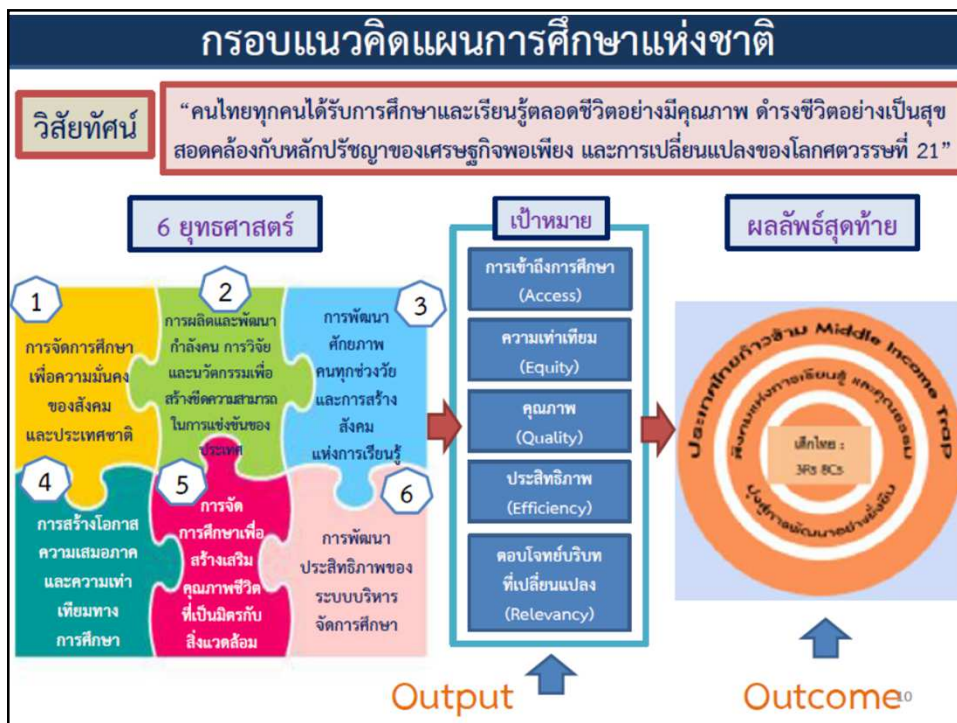 กรอบแนวคิดแผนการศึกษาแห่งชาติ
วิสัยทัศน์
“คนไทยทุกคนได้รับการศึกษาและเรียนรู้ตลอดชีวิตอย่างมีคุณภาพ ดำรงชีวิตอย่างเป็นสุข
สอดคล้องกับหลักปรัชญาของเศรษฐกิจพอเพียง และการเปลี่ยนแปลงของโลกศตวรรษที่ 21”
6 ยุทธศาสตร์
1
การจัดการศึกษา
เพื่อความมั่นคง
ของสังคม
และประเทศชาติ
2
การผลิตและพัฒนา
กำลังคน การวิจัย
และนวัตกรรมเพื่อ
สร้างขีดความสามารถ
ในการแข่งขันของ
ประเทศ
3
การพัฒนา
ศักยภาพ
คนทุกช่วงวัย
และการสร้าง
สังคม
แห่งการเรียนรู้
4
การสร้างโอกาส
ความเสมอภาค
และความเท่า
เทียมทาง
การศึกษา
5
การจัด
การศึกษาเพื่อ
สร้างเสริม
คุณภาพชีวิต
ที่เป็นมิตรกับ
สิ่งแวดล้อม
6
การพัฒนา
ประสิทธิภาพของ
ระบบบริหาร
จัดการศึกษา
เป้าหมาย
การเข้าถึงการศึกษา
(Access)
ความเท่าเทียม
(Equity)
คุณภาพ
(Quality)
ประสิทธิภาพ
(Efficiency)
ตอบโจทย์บริบท
ที่เปลี่ยนแปลง
(Relevancy)
Output
ผลลัพธ์สุดท้าย
ประเทศไทยก้าวข้าม Middle Income Trap
สังคมแห่งการเรียนรู้ และคุณธรรม
มุ่งสู่การพัฒนาอย่างยั่งยืน
เด็กไทย :
3Rs 8Cs
Outcome
10